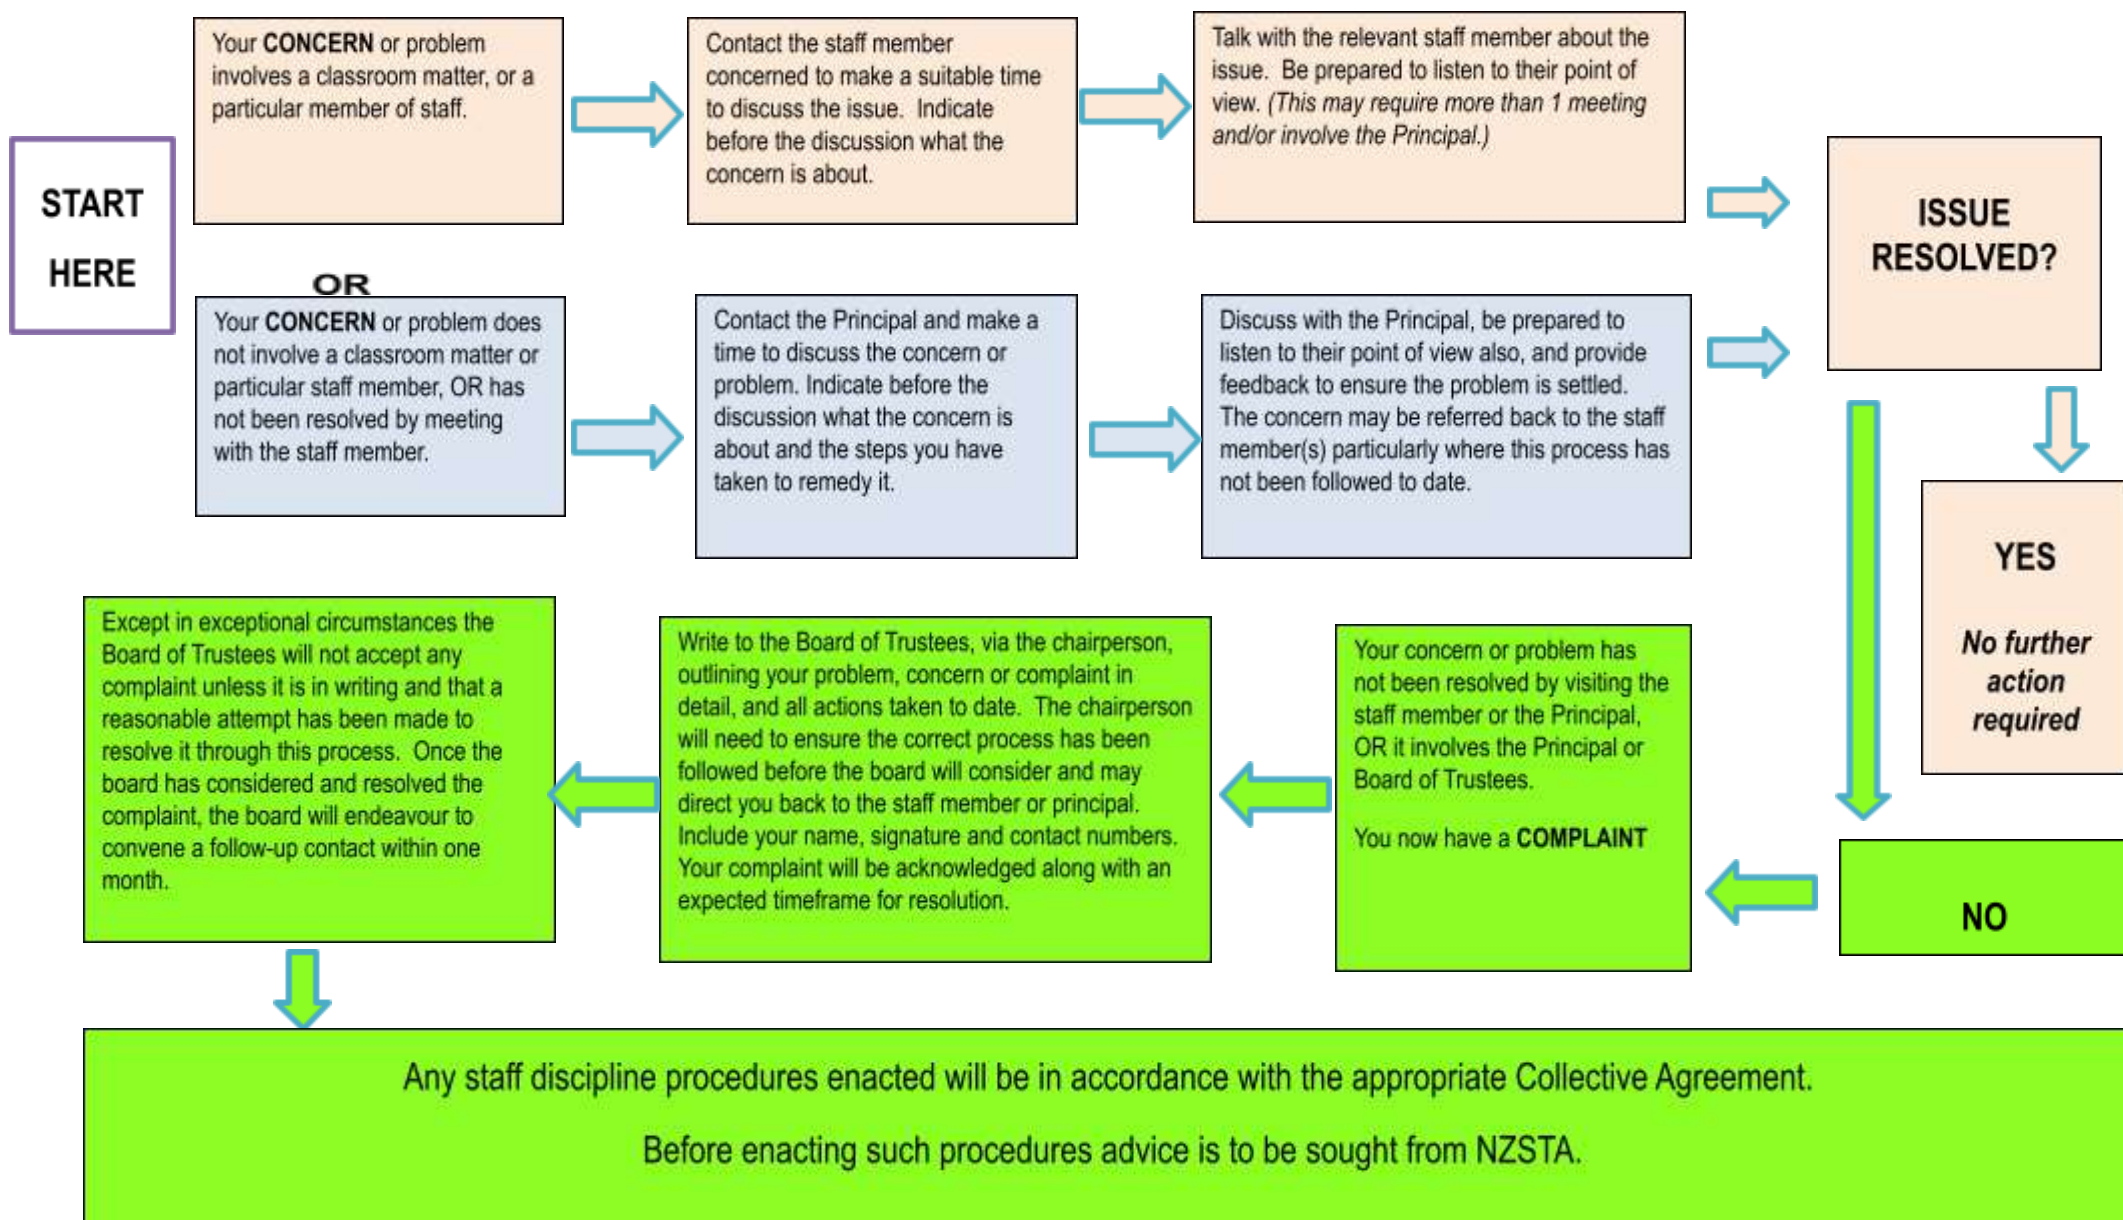 START
HERE
Your CONCERN or problem
involves a classroom matter, or a
particular member of staff.
Contact the staff member
concerned to make a suitable time
to discuss the issue.  Indicate
before the discussion what the
concern is about.
Talk with the relevant staff member about the
issue.  Be prepared to listen to their point of
view. (This may require more than 1 meeting
and/or involve the Principal.)
ISSUE
RESOLVED?
OR
Your CONCERN or problem does
not involve a classroom matter or
particular staff member, OR has
not been resolved by meeting
with the staff member.
Contact the Principal and make a
time to discuss the concern or
problem. Indicate before the
discussion what the concern is
about and the steps you have
taken to remedy it.
Discuss with the Principal, be prepared to
listen to their point of view also, and provide
feedback to ensure the problem is settled.
The concern may be referred back to the staff
member(s) particularly where this process has
not been followed to date.
YES
No further
action
required
NO
Your concern or problem has
not been resolved by visiting the
staff member or the Principal,
OR it involves the Principal or
Board of Trustees.
You now have a COMPLAINT
Write to the Board of Trustees, via the chairperson,
outlining your problem, concern or complaint in
detail, and all actions taken to date.  The chairperson
will need to ensure the correct process has been
followed before the board will consider and may
direct you back to the staff member or principal.
Include your name, signature and contact numbers.
Your complaint will be acknowledged along with an
expected timeframe for resolution.
Except in exceptional circumstances the
Board of Trustees will not accept any
complaint unless it is in writing and that a
reasonable attempt has been made to
resolve it through this process.  Once the
board has considered and resolved the
complaint, the board will endeavour to
convene a follow-up contact within one
month.
Any staff discipline procedures enacted will be in accordance with the appropriate Collective Agreement.
Before enacting such procedures advice is to be sought from NZSTA.